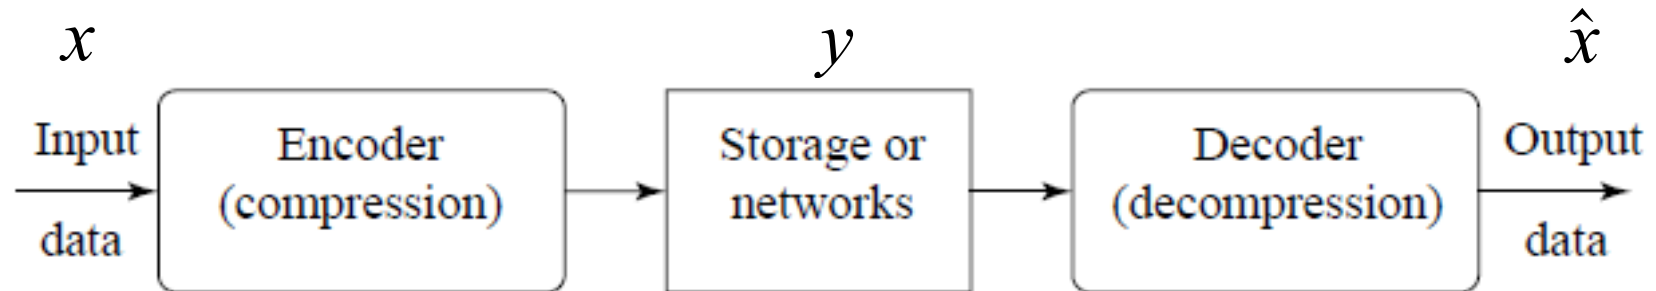 x
y
x̂
Input
data
Encoder
(compression)
Storage or
networks
Decoder
(decompression)
Output
data